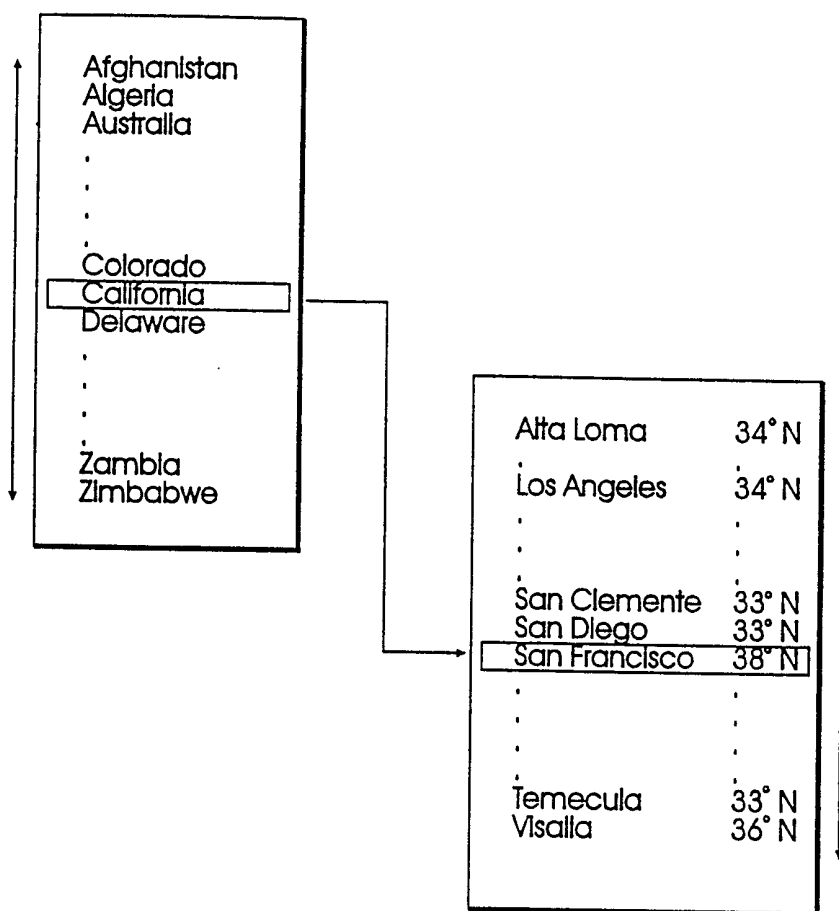 Afghanistan
Algeria
Australia
Colorado
California
Delaware
Zambia
Zimbabwe
Alta Loma 34° N
Los Angeles 34° N
San Clemente 33° N
San Diego 33° N
San Francisco 38° N
Temecula 33° N
Visalia 36° N